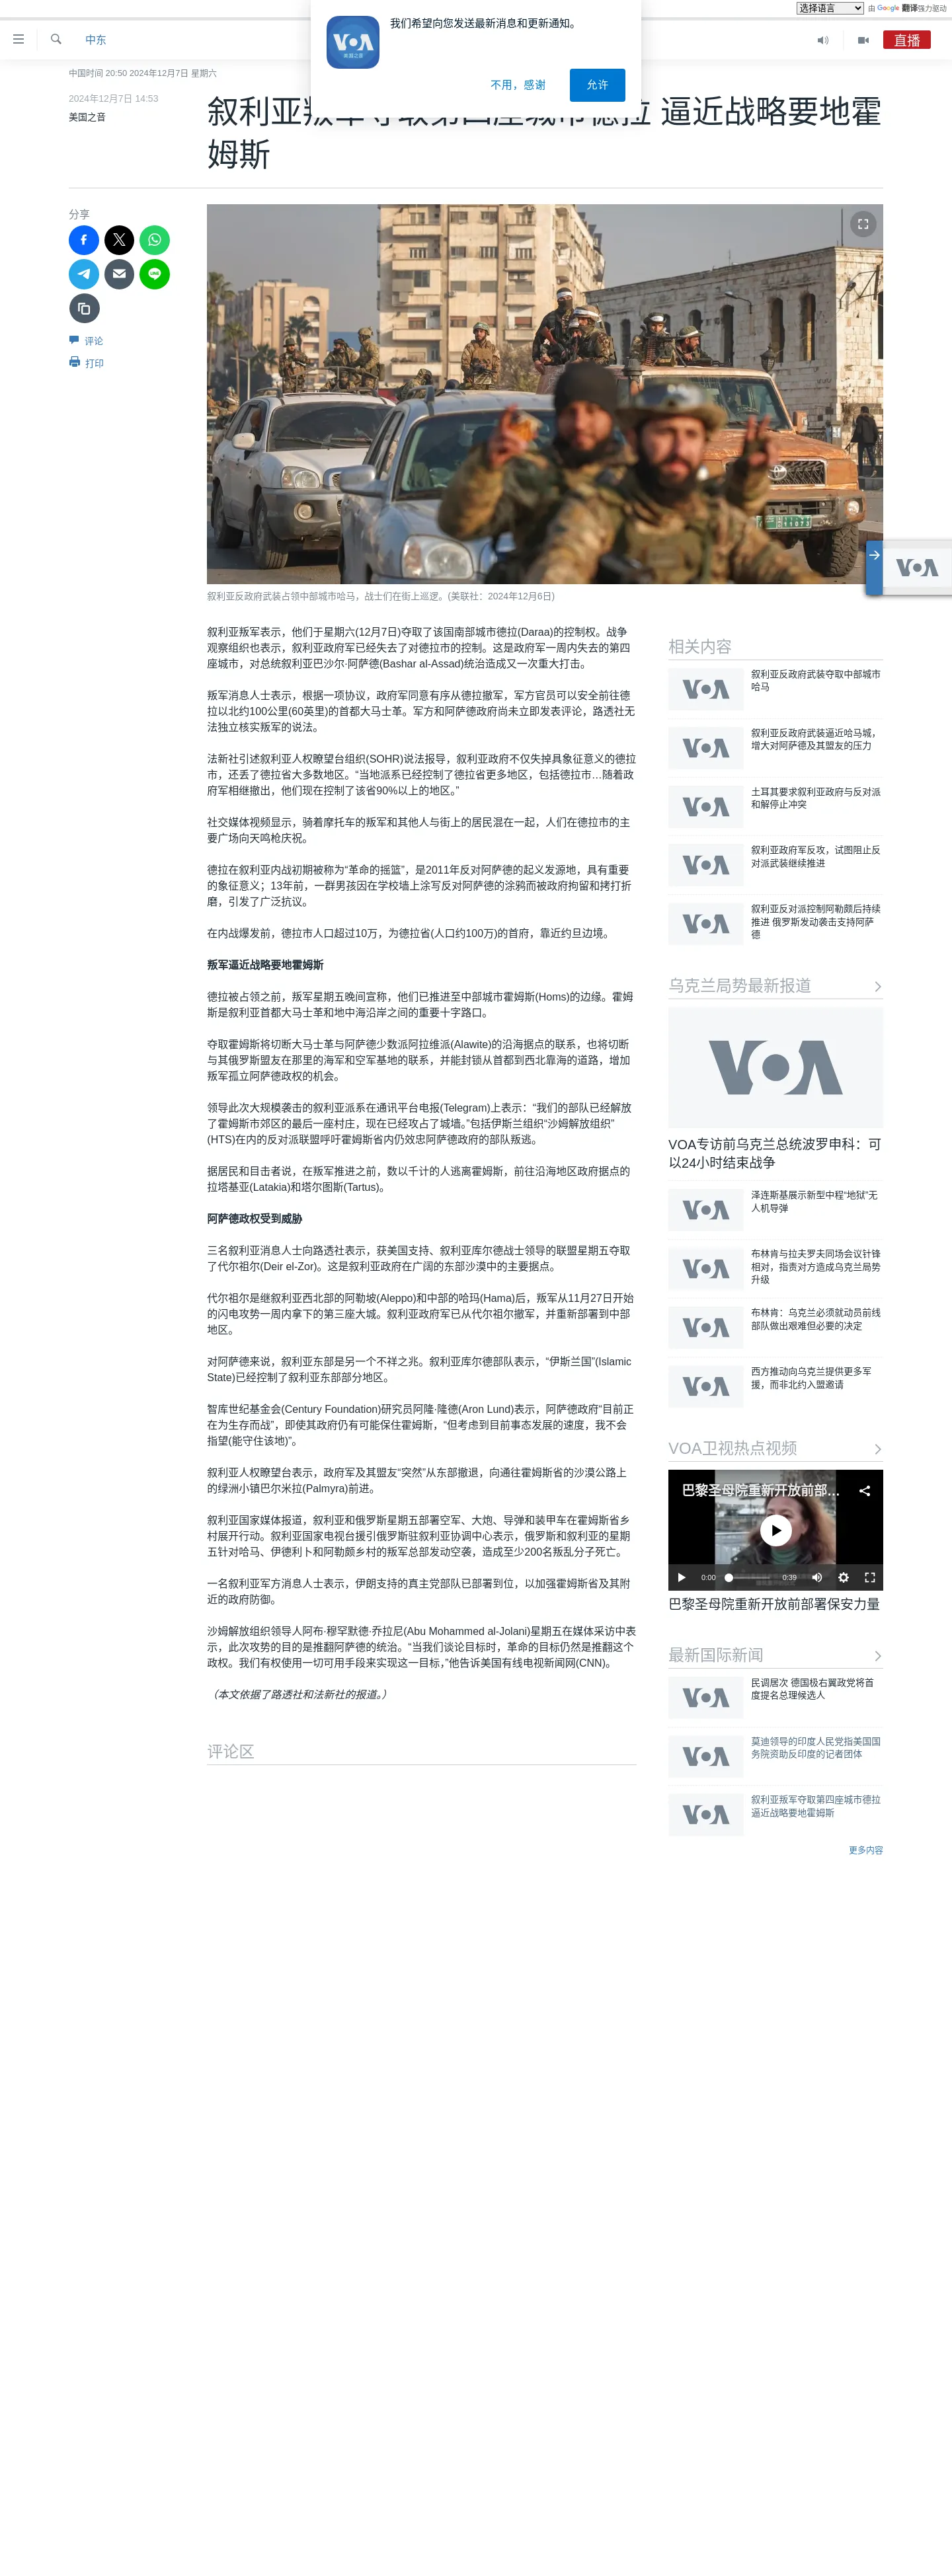 选择语言
由 Google 翻译强力驱动
我们希望向您发送最新消息和更新通知。
VOA
美国之音
不用，感谢
允许
中东
直播
中国时间 20:50 2024年12月7日 星期六
叙利亚叛军夺取第四座城市德拉 逼近战略要地霍
姆斯
2024年12月7日 14:53
美国之音
分享
评论
打印
11073
叙利亚反政府武装占领中部城市哈马，战士们在街上巡逻。(美联社：2024年12月6日)
VOA
叙利亚叛军表示，他们于星期六(12月7日)夺取了该国南部城市德拉(Daraa)的控制权。战争
观察组织也表示，叙利亚政府军已经失去了对德拉市的控制。这是政府军一周内失去的第四
座城市，对总统叙利亚巴沙尔·阿萨德(Bashar al-Assad)统治造成又一次重大打击。
叛军消息人士表示，根据一项协议，政府军同意有序从德拉撤军，军方官员可以安全前往德
拉以北约100公里(60英里)的首都大马士革。军方和阿萨德政府尚未立即发表评论，路透社无
法独立核实叛军的说法。
法新社引述叙利亚人权瞭望台组织(SOHR)说法报导，叙利亚政府不仅失掉具象征意义的德拉
市，还丢了德拉省大多数地区。“当地派系已经控制了德拉省更多地区，包括德拉市…随着政
府军相继撤出，他们现在控制了该省90%以上的地区。”
社交媒体视频显示，骑着摩托车的叛军和其他人与街上的居民混在一起，人们在德拉市的主
要广场向天鸣枪庆祝。
德拉在叙利亚内战初期被称为“革命的摇篮”，是2011年反对阿萨德的起义发源地，具有重要
的象征意义；13年前，一群男孩因在学校墙上涂写反对阿萨德的涂鸦而被政府拘留和拷打折
磨，引发了广泛抗议。
在内战爆发前，德拉市人口超过10万，为德拉省(人口约100万)的首府，靠近约旦边境。
叛军逼近战略要地霍姆斯
德拉被占领之前，叛军星期五晚间宣称，他们已推进至中部城市霍姆斯(Homs)的边缘。霍姆
斯是叙利亚首都大马士革和地中海沿岸之间的重要十字路口。
夺取霍姆斯将切断大马士革与阿萨德少数派阿拉维派(Alawite)的沿海据点的联系，也将切断
与其俄罗斯盟友在那里的海军和空军基地的联系，并能封锁从首都到西北靠海的道路，增加
叛军孤立阿萨德政权的机会。
领导此次大规模袭击的叙利亚派系在通讯平台电报(Telegram)上表示：“我们的部队已经解放
了霍姆斯市郊区的最后一座村庄，现在已经攻占了城墙。”包括伊斯兰组织“沙姆解放组织”
(HTS)在内的反对派联盟呼吁霍姆斯省内仍效忠阿萨德政府的部队叛逃。
据居民和目击者说，在叛军推进之前，数以千计的人逃离霍姆斯，前往沿海地区政府据点的
拉塔基亚(Latakia)和塔尔图斯(Tartus)。
阿萨德政权受到威胁
三名叙利亚消息人士向路透社表示，获美国支持、叙利亚库尔德战士领导的联盟星期五夺取
了代尔祖尔(Deir el-Zor)。这是叙利亚政府在广阔的东部沙漠中的主要据点。
代尔祖尔是继叙利亚西北部的阿勒坡(Aleppo)和中部的哈玛(Hama)后，叛军从11月27日开始
的闪电攻势一周内拿下的第三座大城。叙利亚政府军已从代尔祖尔撤军，并重新部署到中部
地区。
对阿萨德来说，叙利亚东部是另一个不祥之兆。叙利亚库尔德部队表示，“伊斯兰国”(Islamic
State)已经控制了叙利亚东部部分地区。
智库世纪基金会(Century Foundation)研究员阿隆·隆德(Aron Lund)表示，阿萨德政府“目前正
在为生存而战”，即使其政府仍有可能保住霍姆斯，“但考虑到目前事态发展的速度，我不会
指望(能守住该地)”。
叙利亚人权瞭望台表示，政府军及其盟友“突然”从东部撤退，向通往霍姆斯省的沙漠公路上
的绿洲小镇巴尔米拉(Palmyra)前进。
叙利亚国家媒体报道，叙利亚和俄罗斯星期五部署空军、大炮、导弹和装甲车在霍姆斯省乡
村展开行动。叙利亚国家电视台援引俄罗斯驻叙利亚协调中心表示，俄罗斯和叙利亚的星期
五针对哈马、伊德利卜和阿勒颇乡村的叛军总部发动空袭，造成至少200名叛乱分子死亡。
一名叙利亚军方消息人士表示，伊朗支持的真主党部队已部署到位，以加强霍姆斯省及其附
近的政府防御。
沙姆解放组织领导人阿布·穆罕默德·乔拉尼(Abu Mohammed al-Jolani)星期五在媒体采访中表
示，此次攻势的目的是推翻阿萨德的统治。“当我们谈论目标时，革命的目标仍然是推翻这个
政权。我们有权使用一切可用手段来实现这一目标，”他告诉美国有线电视新闻网(CNN)。
（本文依据了路透社和法新社的报道。）
评论区
相关内容
VOA
叙利亚反政府武装夺取中部城市
哈马
VOA
叙利亚反政府武装逼近哈马城，
增大对阿萨德及其盟友的压力
VOA
土耳其要求叙利亚政府与反对派
和解停止冲突
VOA
叙利亚政府军反攻，试图阻止反
对派武装继续推进
VOA
叙利亚反对派控制阿勒颇后持续
推进 俄罗斯发动袭击支持阿萨
德
乌克兰局势最新报道
VOA
VOA专访前乌克兰总统波罗申科：可
以24小时结束战争
VOA
泽连斯基展示新型中程“地狱”无
人机导弹
VOA
布林肯与拉夫罗夫同场会议针锋
相对，指责对方造成乌克兰局势
升级
VOA
布林肯：乌克兰必须就动员前线
部队做出艰难但必要的决定
VOA
西方推动向乌克兰提供更多军
援，而非北约入盟邀请
VOA卫视热点视频
巴黎圣母院重新开放前部…
0:00
0:39
巴黎圣母院重新开放前部署保安力量
最新国际新闻
VOA
民调居次 德国极右翼政党将首
度提名总理候选人
VOA
莫迪领导的印度人民党指美国国
务院资助反印度的记者团体
VOA
叙利亚叛军夺取第四座城市德拉
逼近战略要地霍姆斯
更多内容